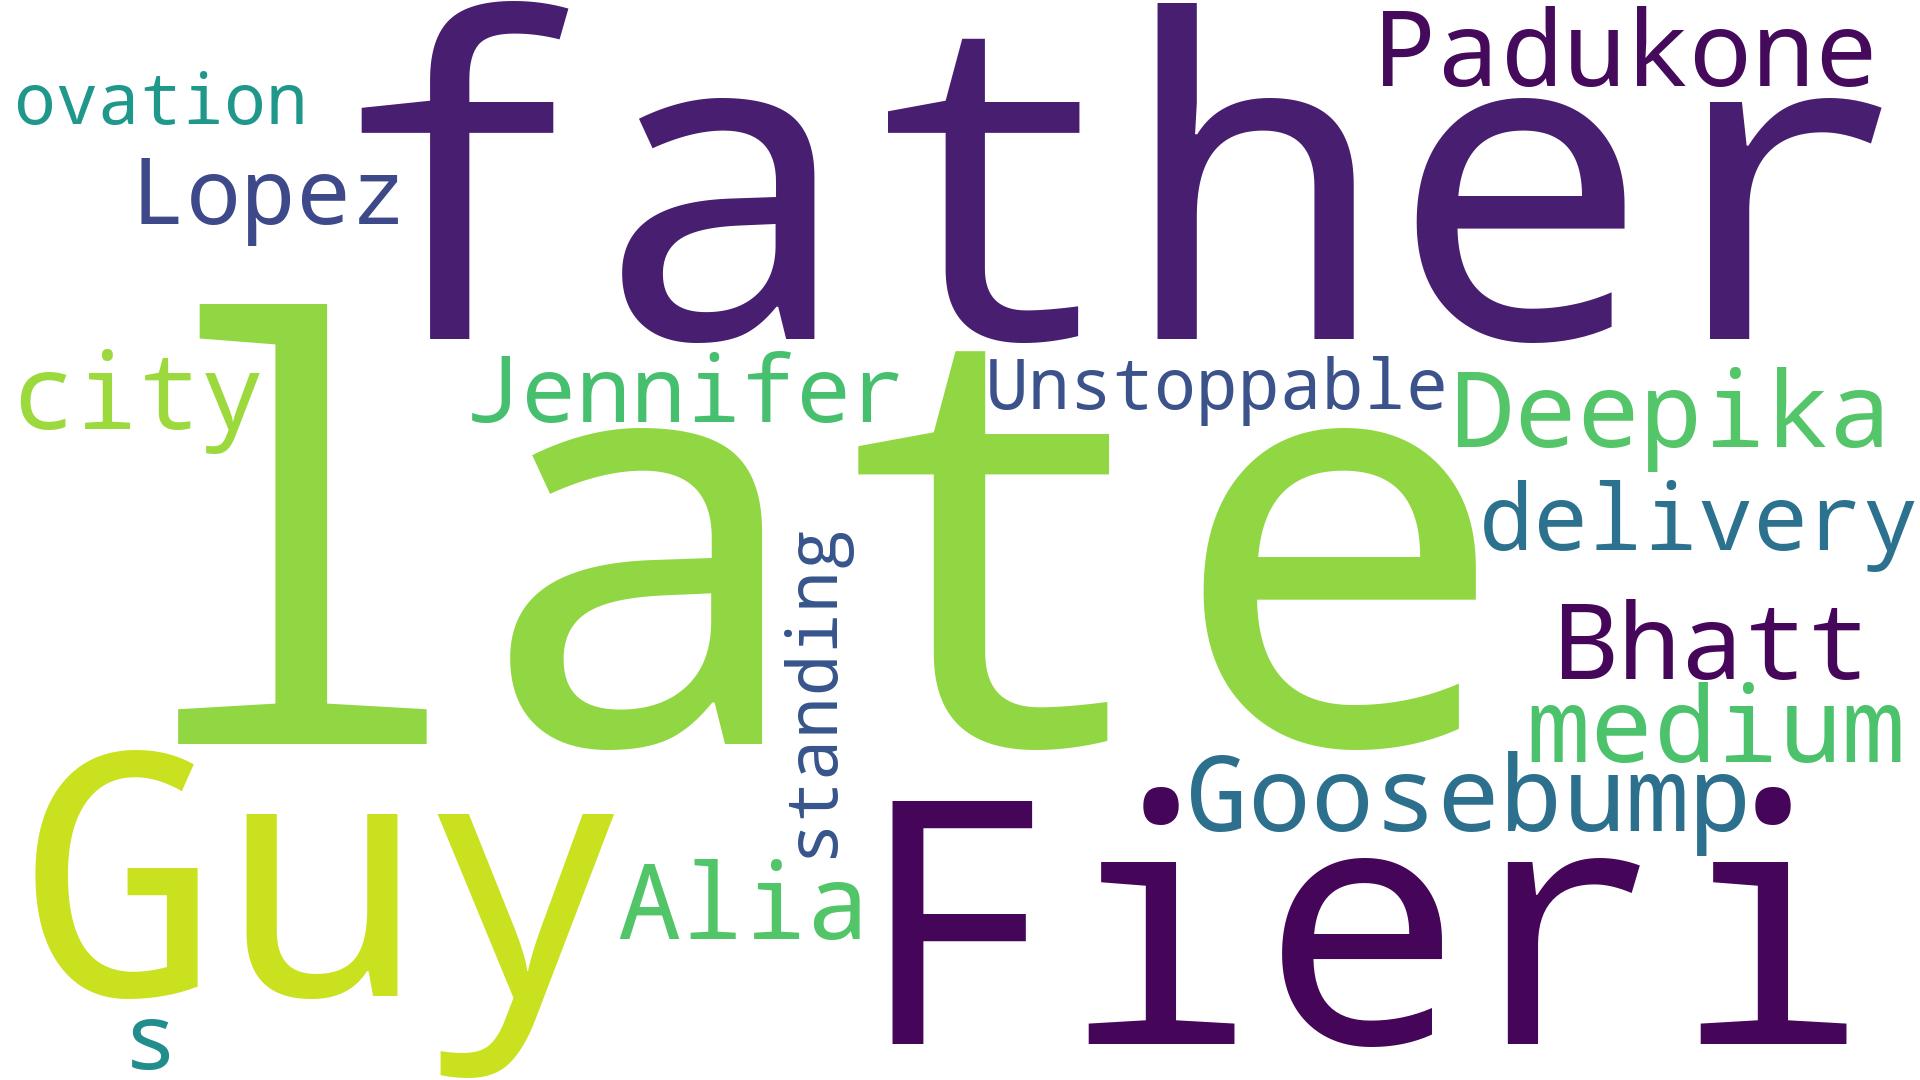 father
Padukone
ovation
Lopez
late
city
Jennifer
Unstoppable
Deepika
delivery
standing
Bhatt
medium
Guy
Goosebump
Fieri
Alia
s